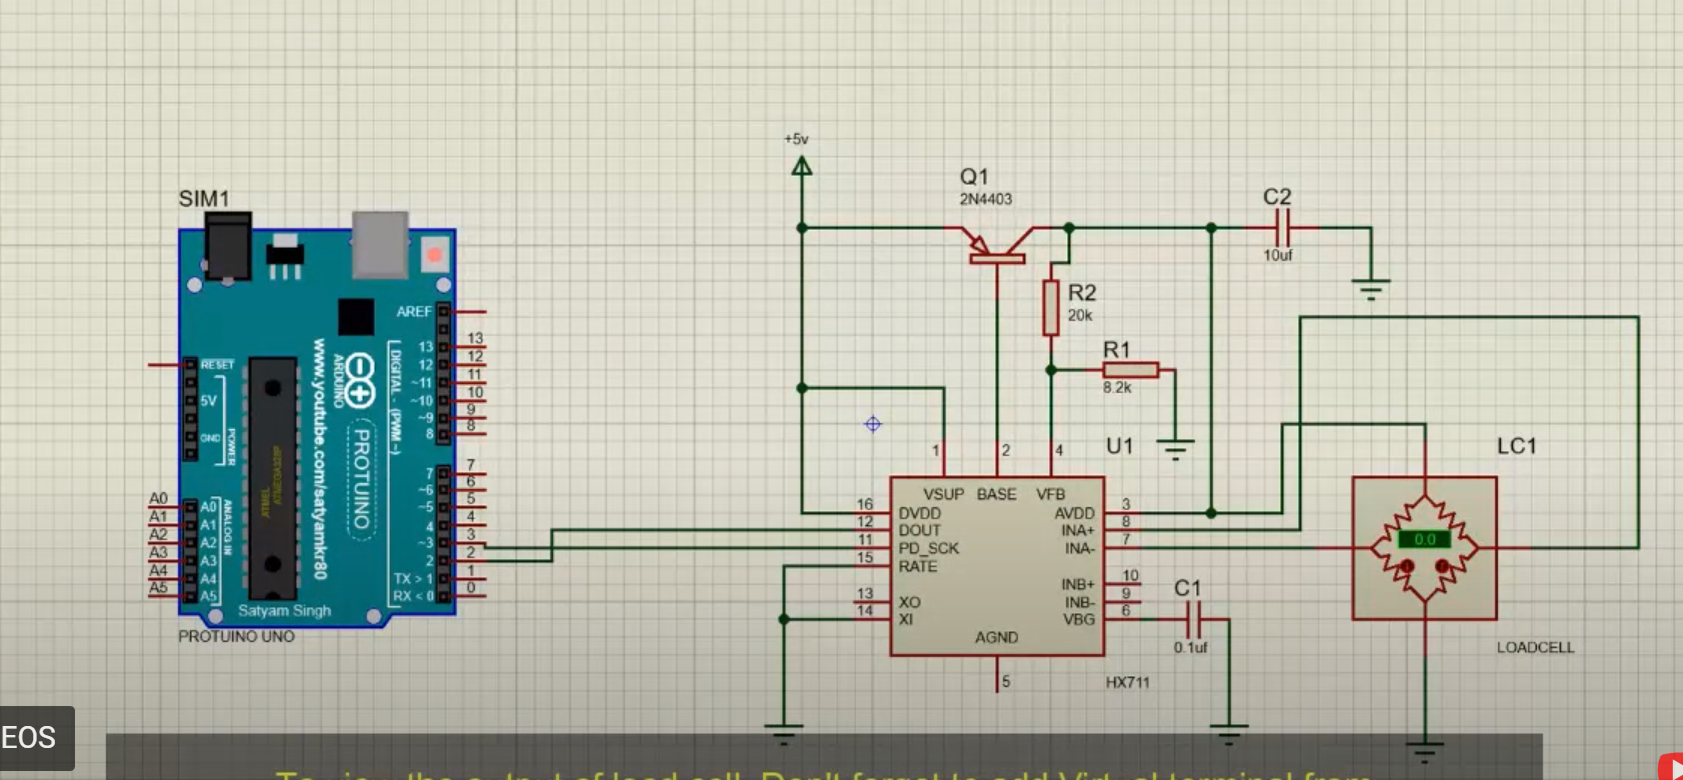 +5v
SIM1
Q1
2N4403
C2
10uf
R2
20k
R1
8.2k
AREF
13 13
12 12
~11 11
~10 10
~9 9
8 8
7 7
~6 6
~5 5
4 4
~3 3
2 2
TX > 1 1
RX < 0 0
DIGITAL - (PWM ~)
RESET
5V
GND
POWER
A0 A0
A1 A1
A2 A2
A3 A3
A4 A4
A5 A5
ANALOG IN
ATMEL
ATMEGA328P
www.youtube.com/satyamkr80
ARDUINO
PROTUINO
Satyam Singh
PROTUINO UNO
1 2 4
U1
VSUP BASE VFB
16 DVDD
12 DOUT
11 PD_SCK
15 RATE
13 XO
14 XI
AVDD 3
INA+ 8
INA- 7
INB+ 10
INB- 9
VBG 6
AGND
5
HX711
C1
0.1uf
LC1
0.0
LOADCELL
EOS